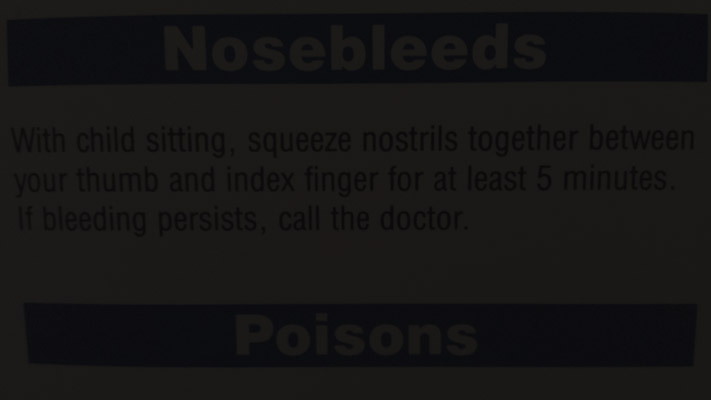 Nosebleeds
With child sitting, squeeze nostrils together between
your thumb and index finger for at least 5 minutes.
If bleeding persists, call the doctor.
Poisons